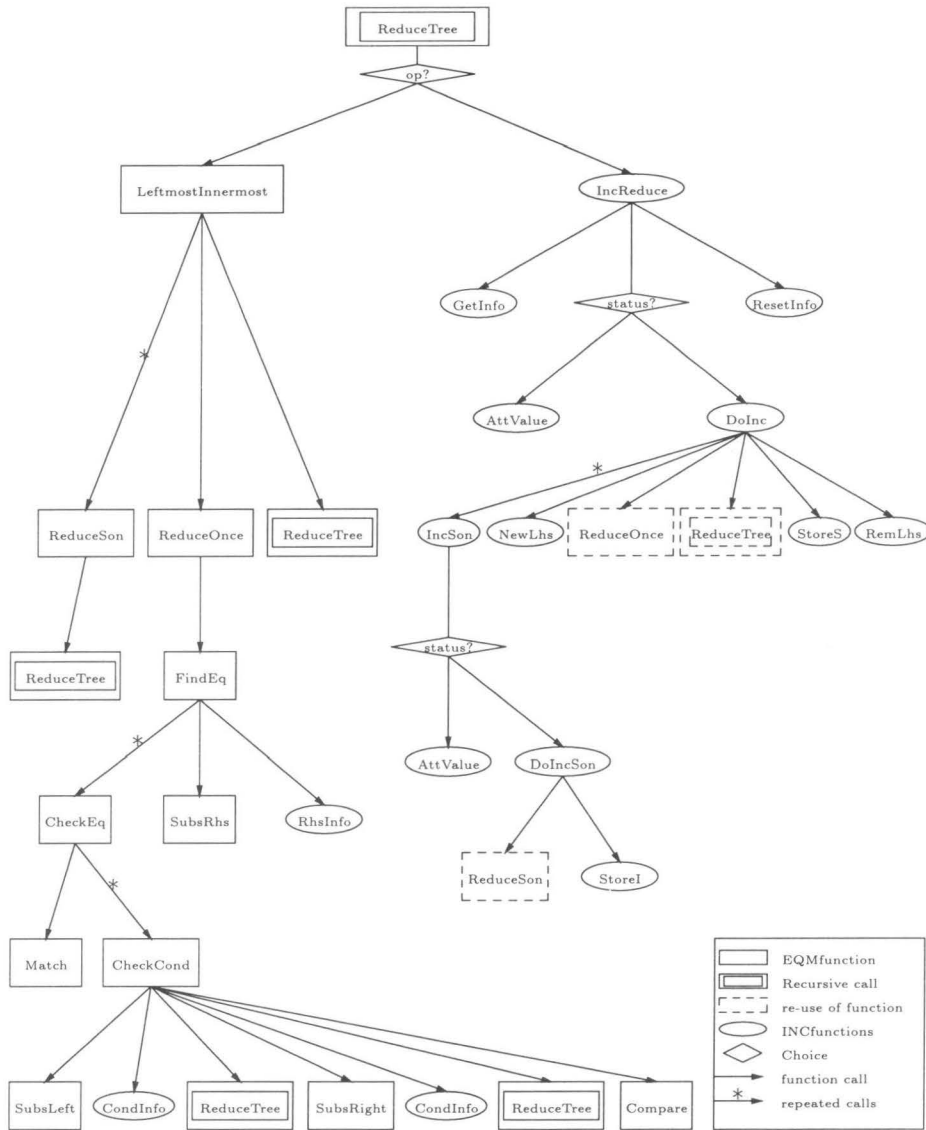 ReduceTree
op?
LeftmostInnermost
IncReduce
GetInfo
status?
ResetInfo
*
AttValue
DoInc
*
ReduceSon
ReduceOnce
ReduceTree
IncSon
NewLhs
ReduceOnce
ReduceTree
StoreS
RemLhs
status?
ReduceTree
FindEq
*
AttValue
DoIncSon
CheckEq
SubsRhs
RhsInfo
*
ReduceSon
StoreI
Match
CheckCond
EQMfunction
Recursive call
re-use of function
INCfunctions
Choice
function call
* repeated calls
SubsLeft
CondInfo
ReduceTree
SubsRight
CondInfo
ReduceTree
Compare